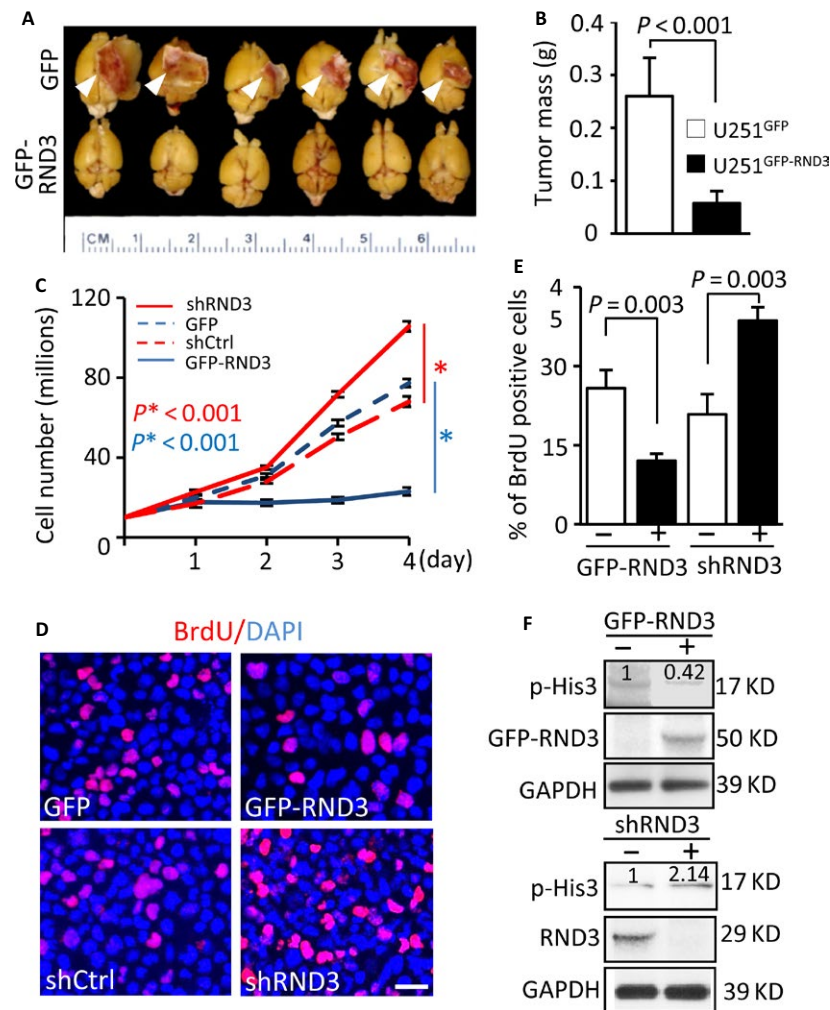 A
GFP
GFP-
RND3
CM 1 2 3 4 5 6
B
P < 0.001
Tumor mass (g)
0.4
0.3
0.2
0.1
0
U251GFP
U251GFP-RND3
C
Cell number (millions)
120
80
40
0
shRND3
GFP
shCtrl
GFP-RND3
P* < 0.001
P* < 0.001
*
*
1 2 3 4 (day)
E
% of BrdU positive cells
4
5
30
15
0
P = 0.003
P = 0.003
− + − +
GFP-RND3 shRND3
D
BrdU/DAPI
GFP
GFP-RND3
shCtrl
shRND3
F
GFP-RND3
− +
p-His3 1 0.42 17 KD
GFP-RND3 50 KD
GAPDH 39 KD
shRND3
− +
p-His3 1 2.14 17 KD
RND3 29 KD
GAPDH 39 KD